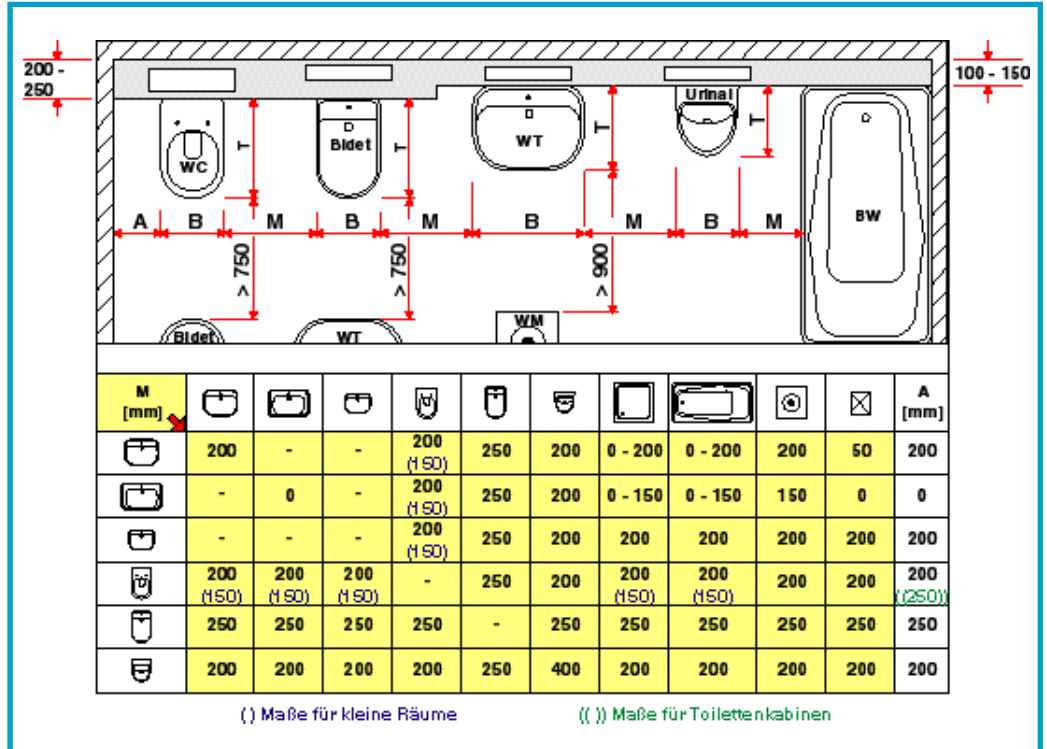 200 -
250
100 - 150
WC
Bidet
WT
Urinal
BW
T
T
T
T
A B M B M B M B M
> 750
> 750
> 900
Bidet
WT
WM
M
[mm]
A
[mm]
200 - - 200 250 200 0 - 200 0 - 200 200 50 200
(150)
- 0 - 200 250 200 0 - 150 0 - 150 150 0 0
(150)
- - - 200 250 200 200 200 200 200 200
(150)
200 200 200 - 250 200 200 200 200 200 200
(150) (150) (150) (150) (150) ((250))
250 250 250 250 - 250 250 250 250 250 250
200 200 200 200 250 400 200 200 200 200 200
() Maße für kleine Räume
(()) Maße für Toilettenkabinen